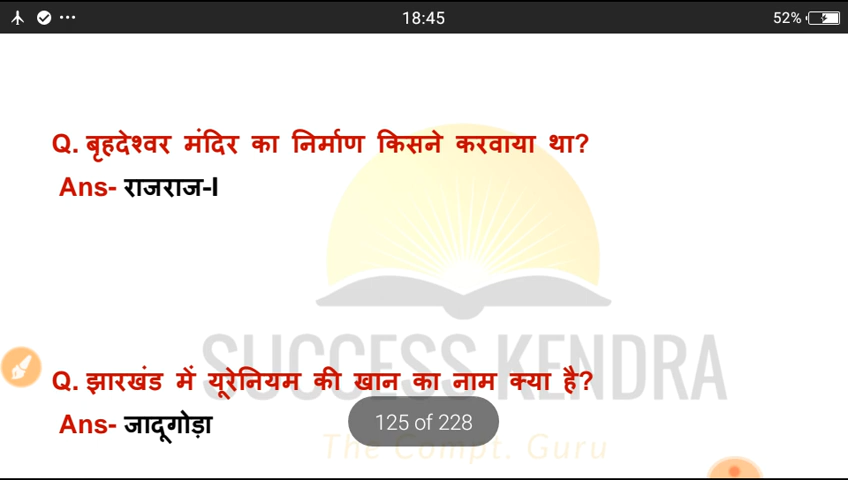 18:45
52%
Q. बृहदेश्वर मंदिर का निर्माण किसने करवाया था?
Ans- राजराज-I
SUCCESS KENDRA
Q. झारखंड में यूरेनियम की खान का नाम क्या है?
Ans- जादूगोड़ा
125 of 228
The Compt. Guru